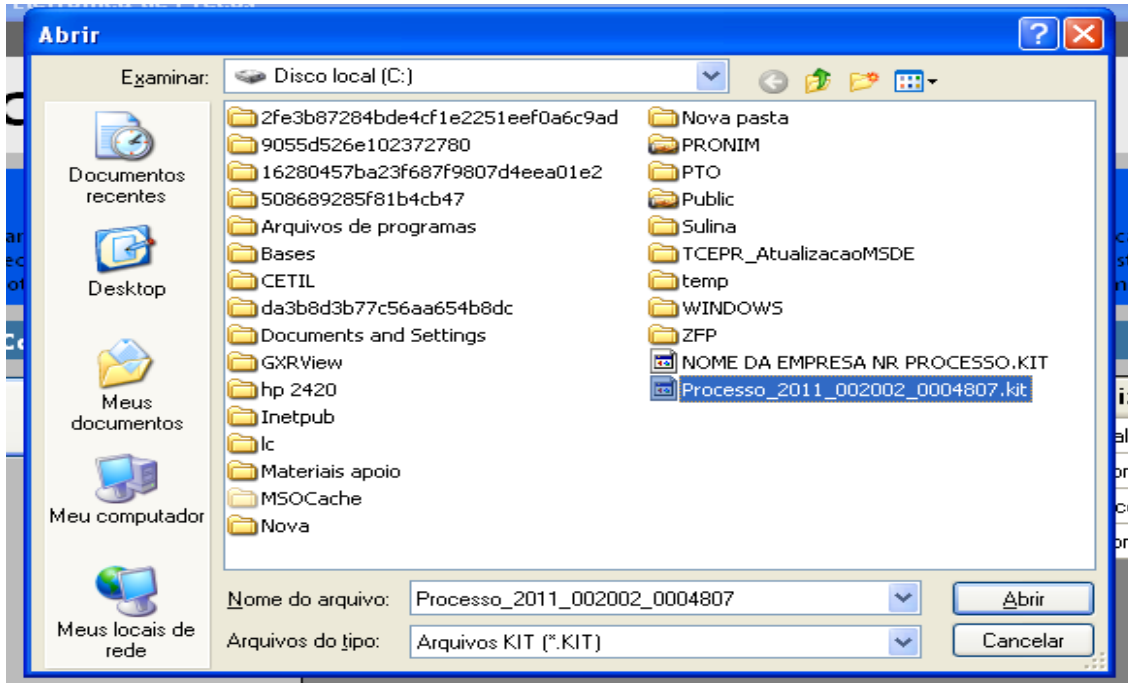 Abrir
Examinar:
Disco local (C:)
Documentos
recentes
Desktop
Meus
documentos
Meu computador
Meus locais de
rede
2fe3b87284bde4cf1e2251eef0a6c9ad
9055d526e102372780
16280457ba23f687f9807d4eea01e2
508689285f81b4cb47
Arquivos de programas
Bases
CETIL
da3b8d3b77c56aa654b8dc
Documents and Settings
GXRView
hp 2420
Inetpub
lc
Materiais apoio
MSOCache
Nova
Nova pasta
PRONIM
PTO
Public
Sulina
TCEPR_AtualizacaoMSDE
temp
WINDOWS
ZFP
NOME DA EMPRESA NR PROCESSO.KIT
Processo_2011_002002_0004807.kit
Nome do arquivo:
Processo_2011_002002_0004807
Abrir
Arquivos do tipo:
Arquivos KIT (*.KIT)
Cancelar